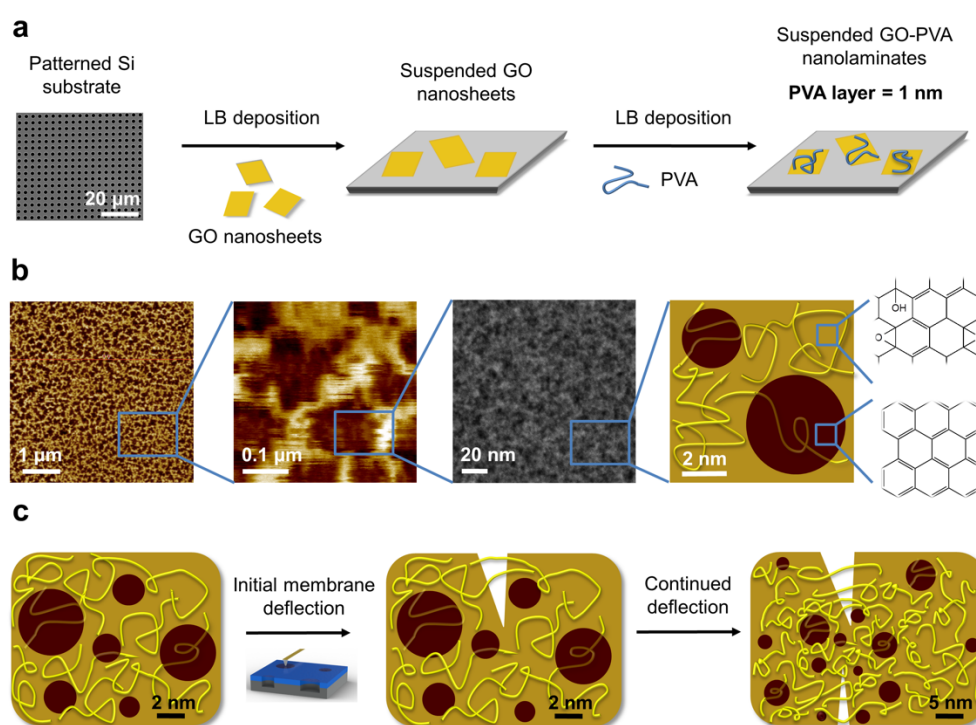 a
Patterned Si
substrate
20 µm
LB deposition
GO nanosheets
Suspended GO
nanosheets
LB deposition
PVA
Suspended GO-PVA
nanolaminates
PVA layer = 1 nm
b
1 µm
0.1 µm
20 nm
2 nm
OH
O
c
2 nm
Initial membrane
deflection
2 nm
Continued
deflection
5 nm